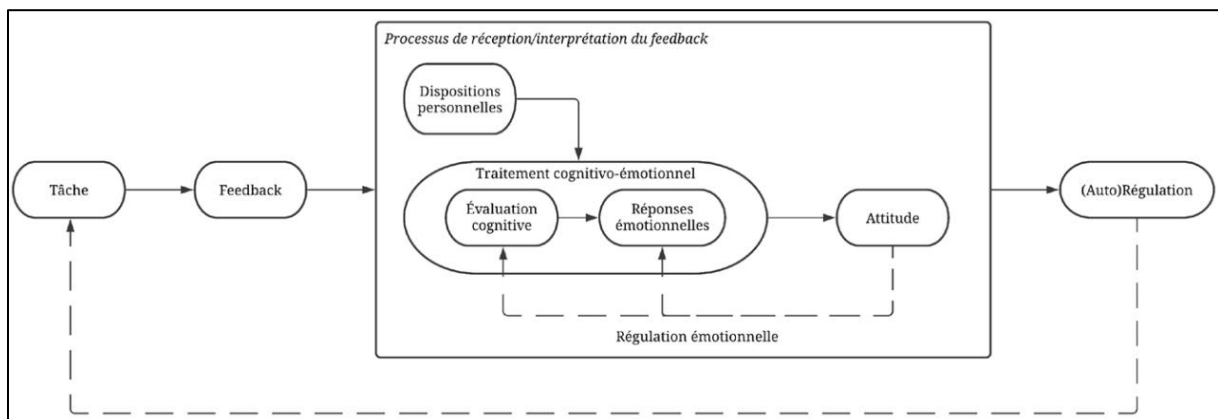 Processus de réception/interprétation du feedback
Dispositions
personnelles
Traitement cognitivo-émotionnel
Tâche
Feedback
Évaluation
cognitive
Réponses
émotionnelles
Attitude
(Auto)Régulation
Régulation émotionnelle